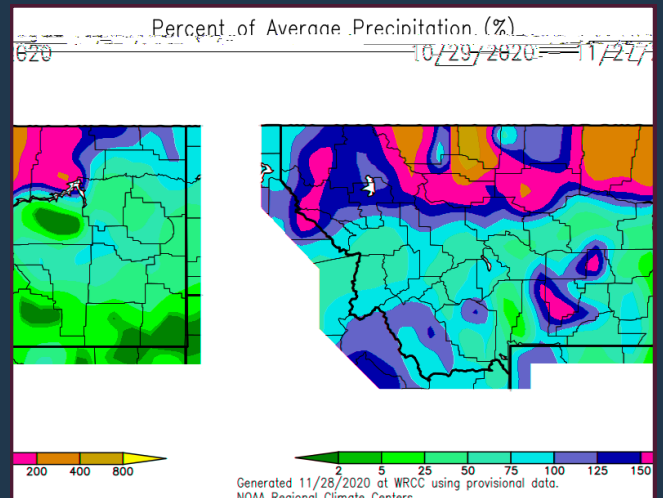 Percent of Average Precipitation (%)
020 10/29/2020 11/27/
200 400 800 2 5 25 50 75 100 125 150
Generated 11/28/2020 at WRCC using provisional data.
NOAA Regional Climate Centers